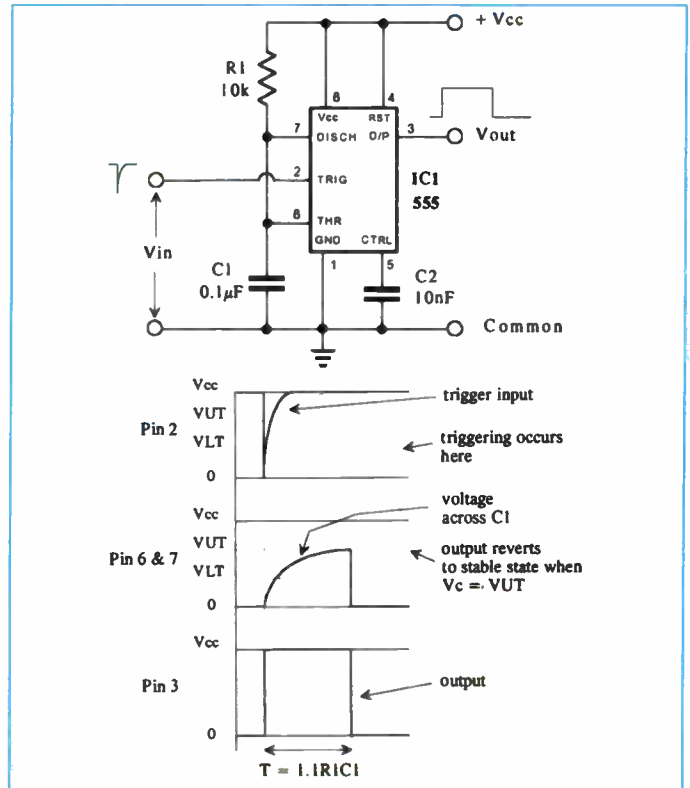 + Vcc
R1
10k
6
4
Vcc
RST
7
DISCH
O/P
3
Vout
2
TRIG
IC1
555
6
THR
Vin
GND
CTRL
C1
0.1μF
1
5
C2
10nF
Common
Vcc
VUT
VLT
0
Pin 2
trigger input
triggering occurs
here
Vcc
VUT
VLT
0
Pin 6 & 7
voltage
across C1
output reverts
to stable state when
Vc = VUT
Vcc
Pin 3
0
output
T = 1.1R1C1